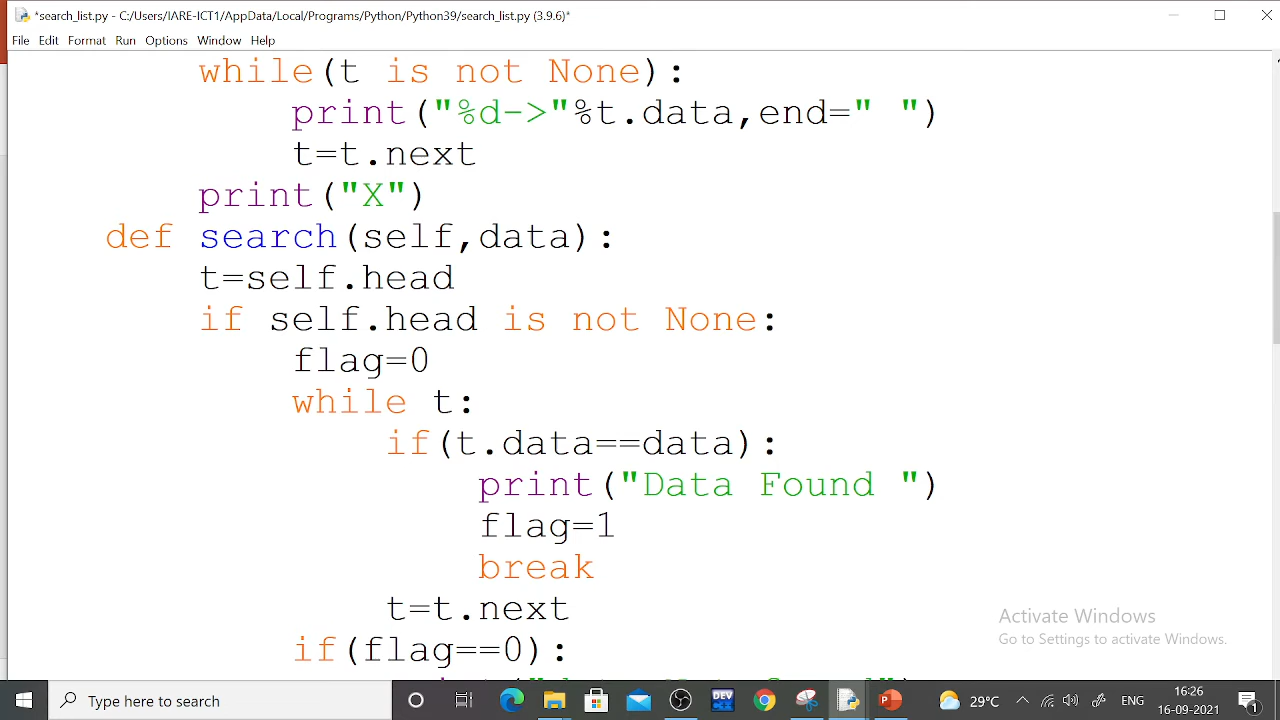 *search_list.py - C:/Users/IARE-ICT1/AppData/Local/Programs/Python/Python39/search_list.py (3.9.6)*
File Edit Format Run Options Window Help
while(t is not None):
print("%d->"%t.data,end=" ")
t=t.next
print("X")
def search(self,data):
t=self.head
if self.head is not None:
flag=0
while t:
if(t.data==data):
print("Data Found ")
flag=1
break
t=t.next
if(flag==0):
Activate Windows
Go to Settings to activate Windows.
Type here to search
DEV C++
29°C
ENG
16:26
16-09-2021
1